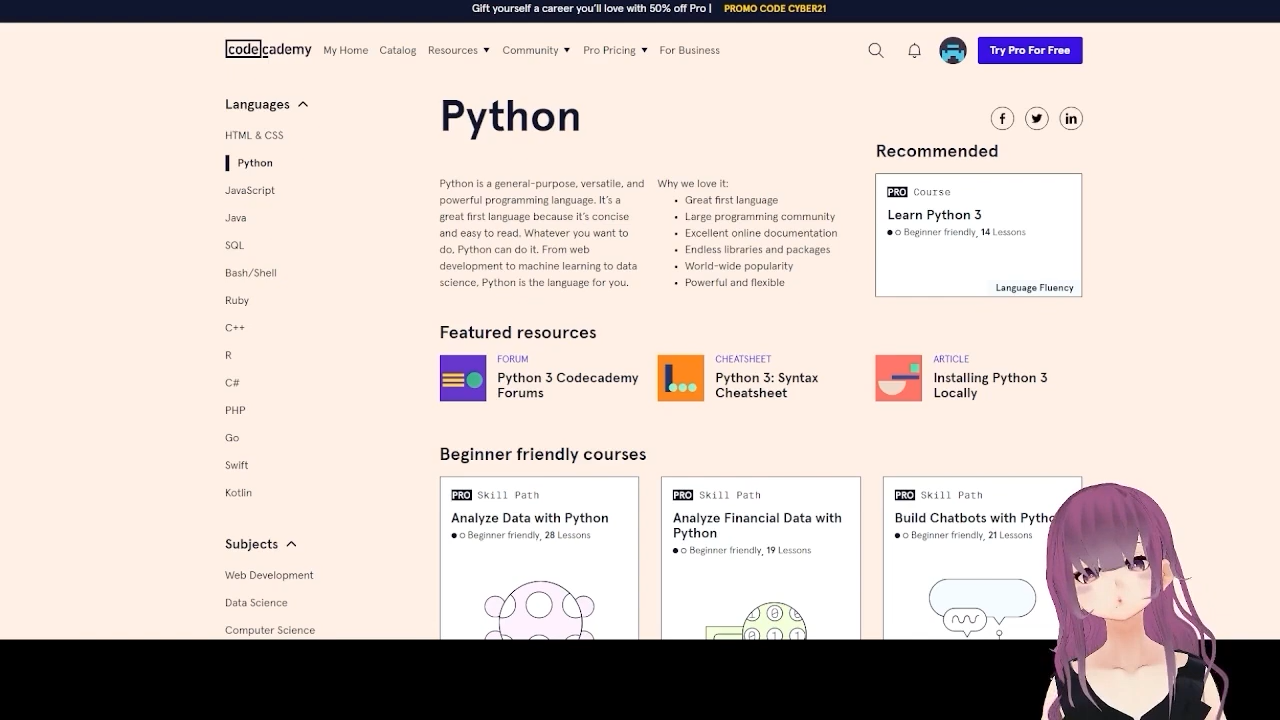 Gift yourself a career you'll love with 50% off Pro | PROMO CODE CYBER21
codecademy My Home Catalog Resources Community Pro Pricing For Business Try Pro For Free
Languages
HTML & CSS
Python
JavaScript
Java
SQL
Bash/Shell
Ruby
C++
R
C#
PHP
Go
Swift
Kotlin
Subjects
Web Development
Data Science
Computer Science
Python
Python is a general-purpose, versatile, and
powerful programming language. It's a
great first language because it's concise
and easy to read. Whatever you want to
do, Python can do it. From web
development to machine learning to data
science, Python is the language for you.
Why we love it:
• Great first language
• Large programming community
• Excellent online documentation
• Endless libraries and packages
• World-wide popularity
• Powerful and flexible
f in
Recommended
PRO Course
Learn Python 3
Beginner friendly, 14 Lessons
Language Fluency
Featured resources
FORUM
Python 3 Codecademy
Forums
CHEATSHEET
Python 3: Syntax
Cheatsheet
ARTICLE
Installing Python 3
Locally
Beginner friendly courses
PRO Skill Path
Analyze Data with Python
Beginner friendly, 28 Lessons
PRO Skill Path
Analyze Financial Data with
Python
Beginner friendly, 19 Lessons
PRO Skill Path
Build Chatbots with Pytho
Beginner friendly, 21 Lessons